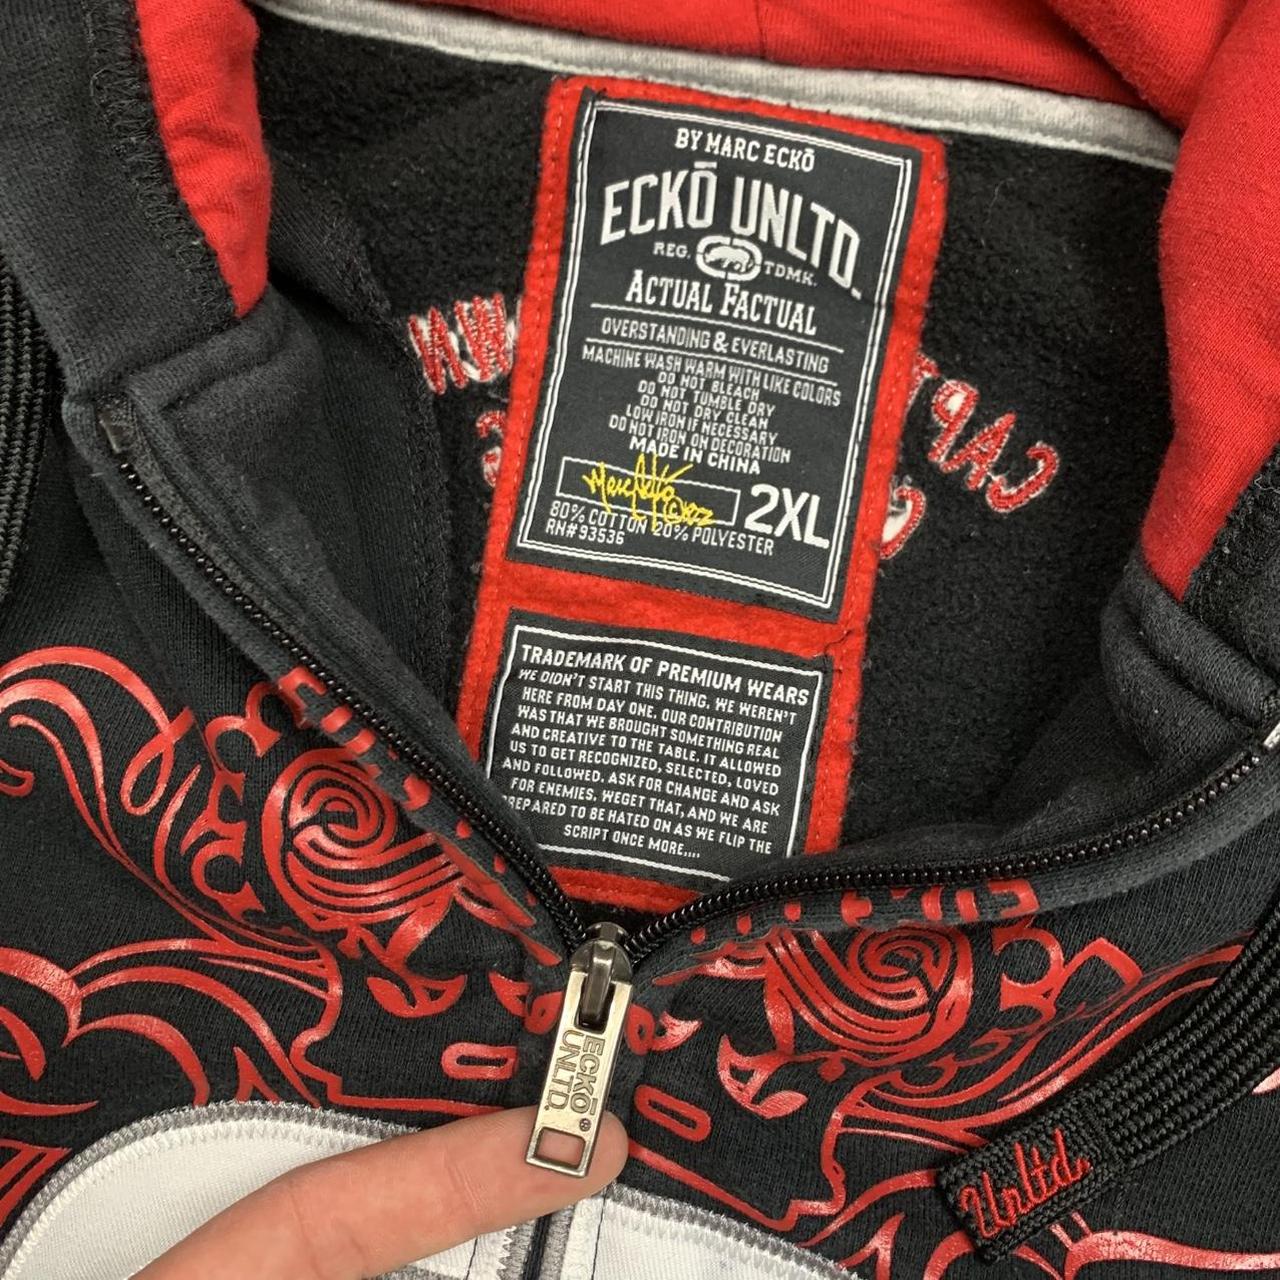 BY MARC ECKŌ
ECKŌ UNLTD.
REG. TDMK.
ACTUAL FACTUAL
OVERSTANDING & EVERLASTING
MACHINE WASH WARM WITH LIKE COLORS
DO NOT BLEACH
DO NOT TUMBLE DRY
DO NOT DRY CLEAN
LOW IRON IF NECESSARY
DO NOT IRON ON DECORATION
MADE IN CHINA
2XL
80% COTTON 20% POLYESTER
RN# 93536
TRADEMARK OF PREMIUM WEARS
WE DIDN'T START THIS THING, WE WEREN'T
HERE FROM DAY ONE. OUR CONTRIBUTION
WAS THAT WE BROUGHT SOMETHING REAL
AND CREATIVE TO THE TABLE. IT ALLOWED
US TO GET RECOGNIZED, SELECTED, LOVED
AND FOLLOWED. ASK FOR CHANGE AND ASK
FOR ENEMIES. WEGET THAT, AND WE ARE
PREPARED TO BE HATED ON AS WE FLIP THE
SCRIPT ONCE MORE....
ECKŌ®
UNLTD.
Unltd.